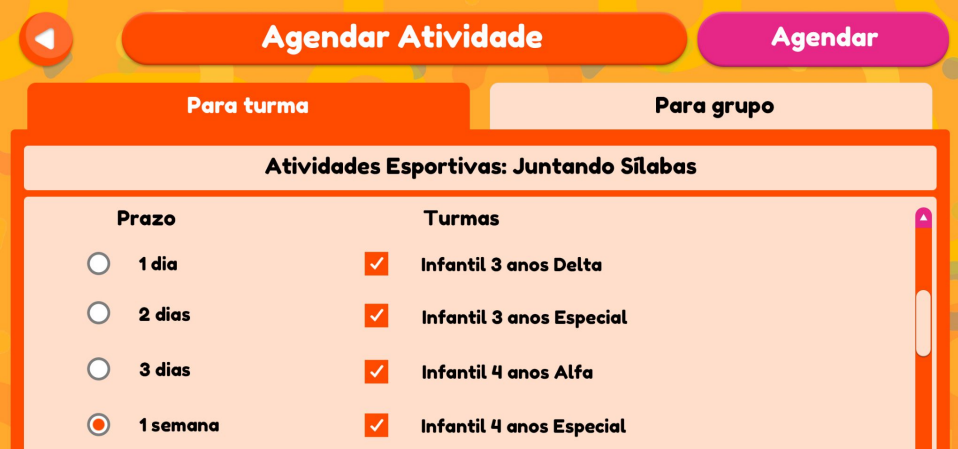 Agendar Atividade
Agendar
Para turma
Para grupo
Atividades Esportivas: Juntando Sílabas
Prazo
Turmas
1 dia
Infantil 3 anos Delta
2 dias
Infantil 3 anos Especial
3 dias
Infantil 4 anos Alfa
1 semana
Infantil 4 anos Especial